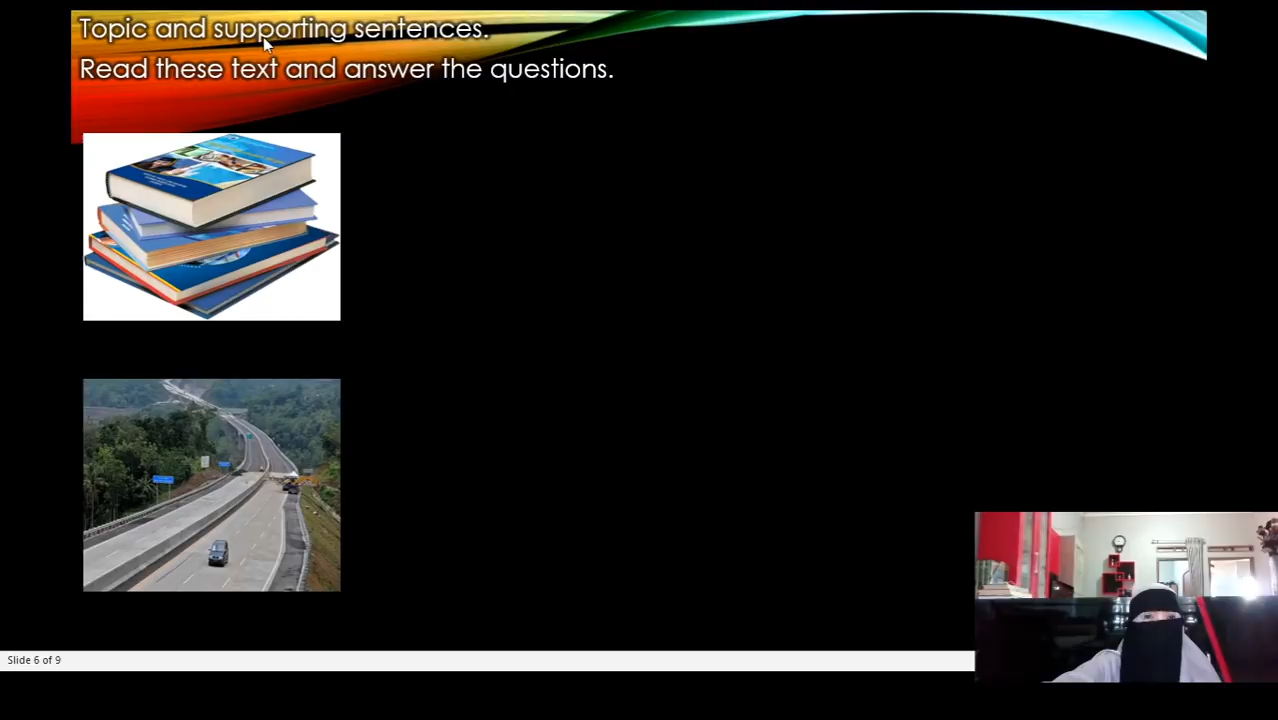 Topic and supporting sentences.
Read these text and answer the questions.
Slide 6 of 9